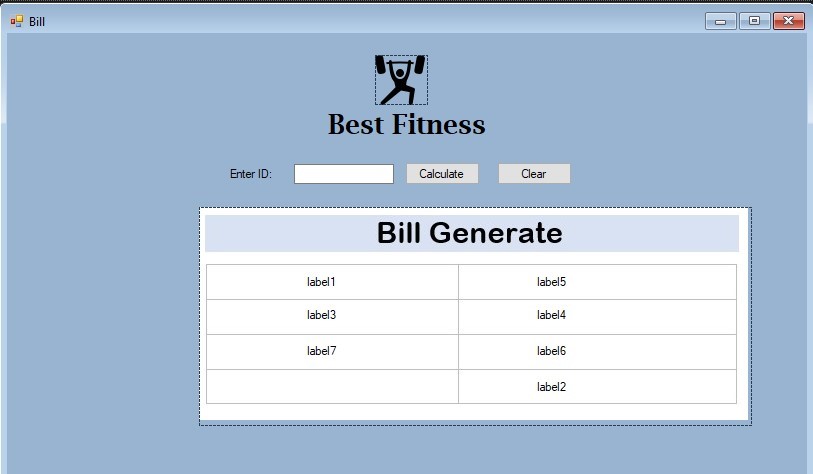 Bill
Best Fitness
Enter ID: Calculate Clear
Bill Generate
label1 label5
label3 label4
label7 label6
label2